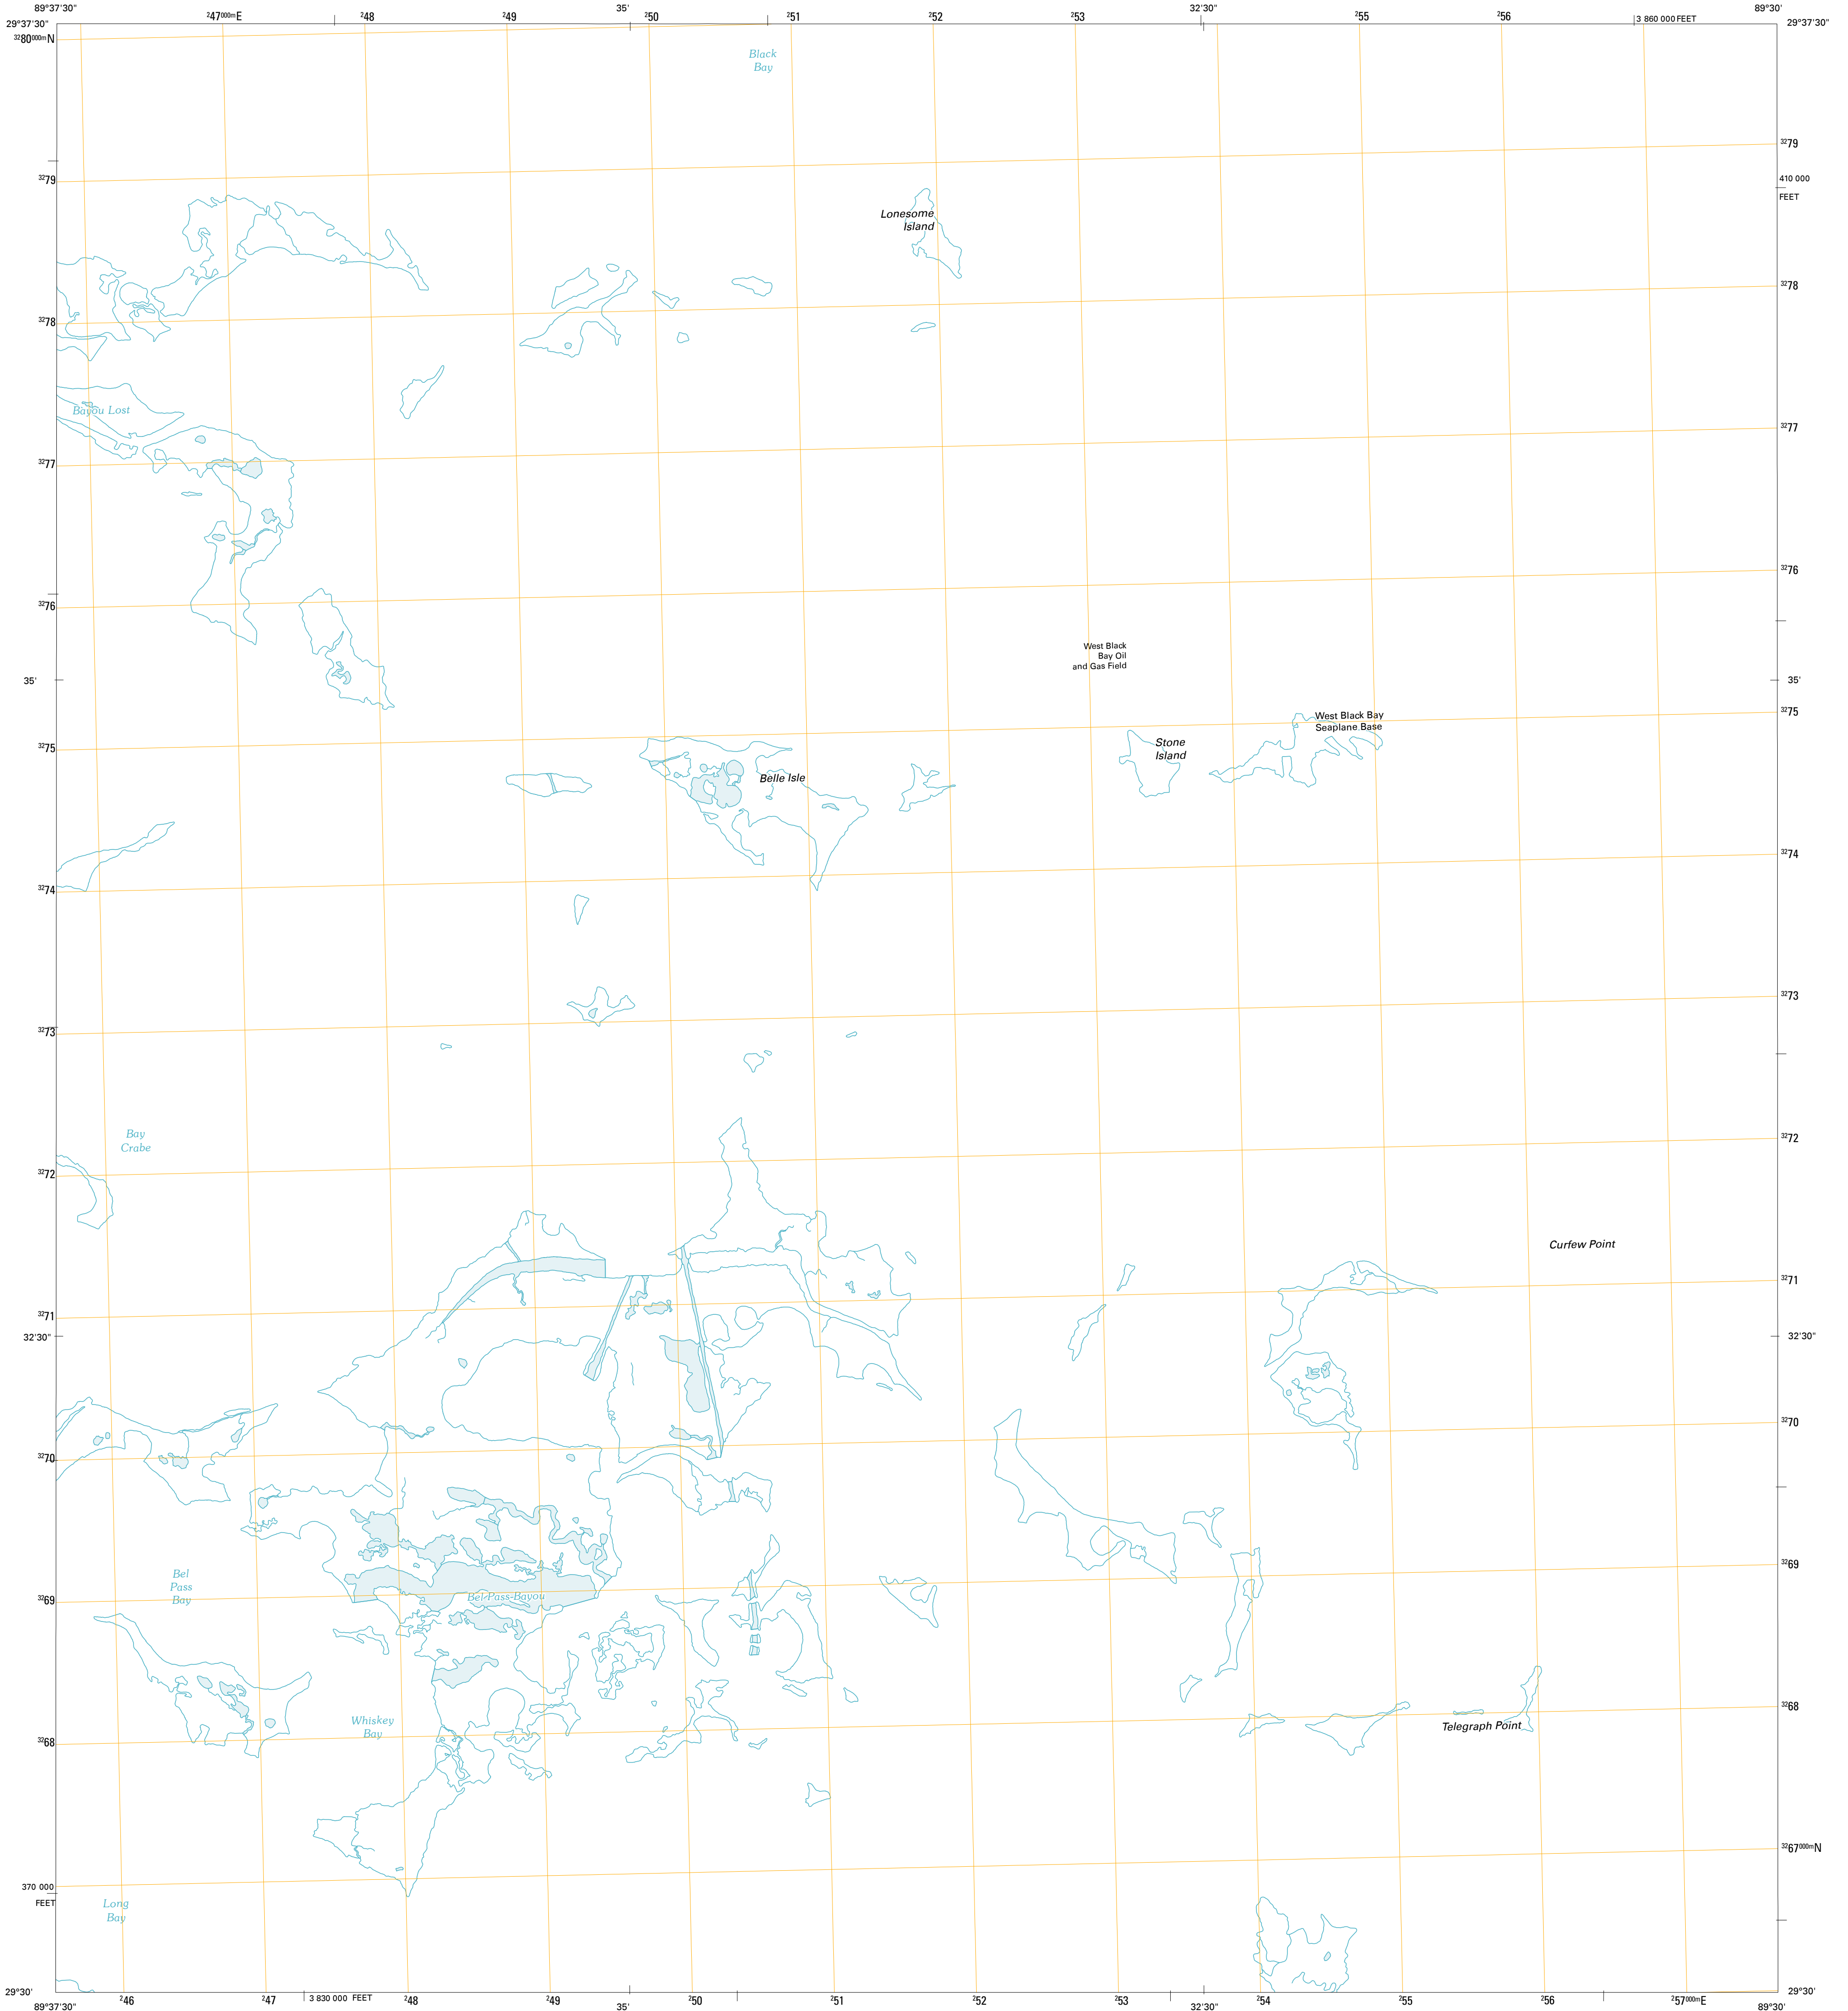 89°37'30"
²47⁰⁰⁰ᵐE
²48
²49
35'
²50
²51
²52
²53
32'30"
²55
²56
3 860 000 FEET
89°30'
29°37'30"
29°37'30"
³²80⁰⁰⁰ᵐN
Black
Bay
³²79
³²79
410 000
FEET
Lonesome
Island
³²78
³²78
Bayou Lost
³²77
³²77
³²76
³²76
West Black
Bay Oil
and Gas Field
35'
35'
³²75
³²75
West Black Bay
Seaplane Base
Stone
Island
Belle Isle
³²74
³²74
³²73
³²73
Bay
Crabe
³²72
³²72
Curfew Point
³²71
³²71
32'30"
32'30"
³²70
³²70
Bel
Pass
Bay
Bel Pass Bayou
³²69
³²69
³²68
³²68
Whiskey
Bay
Telegraph Point
³²67⁰⁰⁰ᵐN
370 000
FEET
Long
Bay
29°30'
29°30'
89°37'30"
²46
²47
3 830 000 FEET
²48
²49
35'
²50
²51
²52
²53
32'30"
²54
²55
²56
²57⁰⁰⁰ᵐE
89°30'